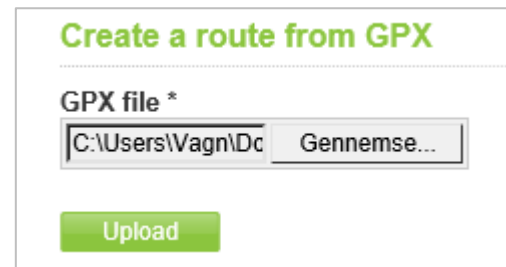 Create a route from GPX
GPX file *
C:\Users\Vagn\Dc Gennemse...
Upload